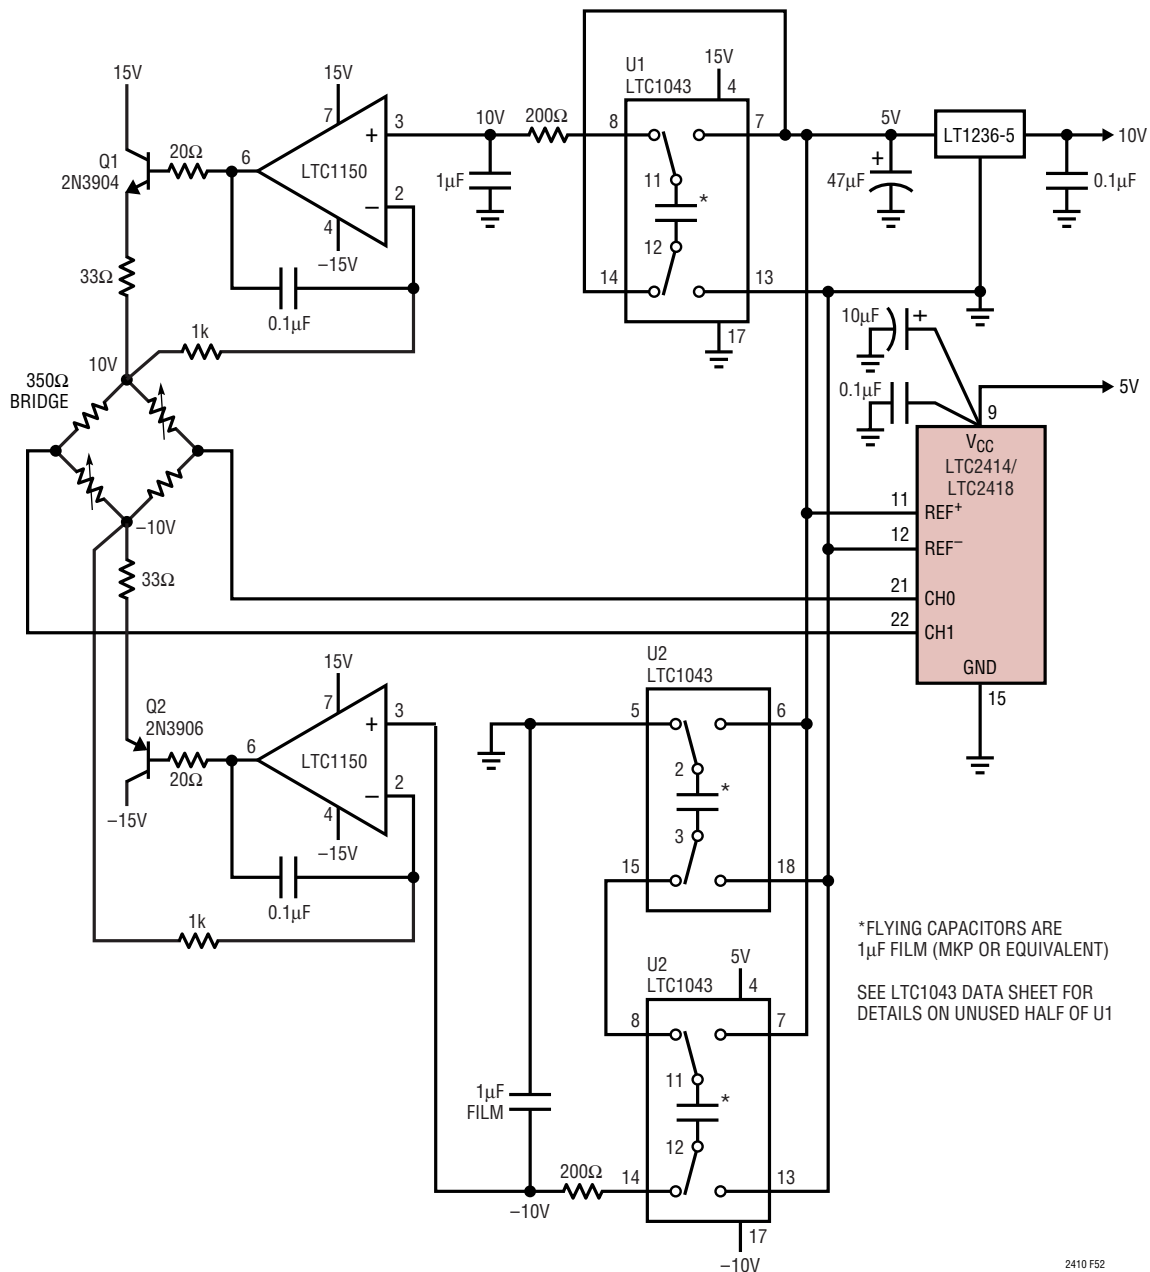 15V
Q1
2N3904
20Ω
6
15V
7
LTC1150
4
–15V
+ 3
– 2
0.1µF
33Ω
1k
10V
1µF
200Ω
U1
LTC1043
15V
4
8
7
11
*
12
14
13
17
5V
+
47µF
LT1236-5
10V
0.1µF
10V
350Ω
BRIDGE
–10V
33Ω
10µF
+
0.1µF
5V
9
VCC
LTC2414/
LTC2418
11 REF+
12 REF–
21 CH0
22 CH1
GND
15
Q2
2N3906
20Ω
–15V
6
15V
7
LTC1150
4
–15V
+ 3
– 2
0.1µF
1k
U2
LTC1043
5
6
2
*
3
15
18
U2
LTC1043
5V
4
8
7
11
*
12
14
13
17
–10V
1µF
FILM
200Ω
–10V
*FLYING CAPACITORS ARE
1µF FILM (MKP OR EQUIVALENT)
SEE LTC1043 DATA SHEET FOR
DETAILS ON UNUSED HALF OF U1
2410 F52